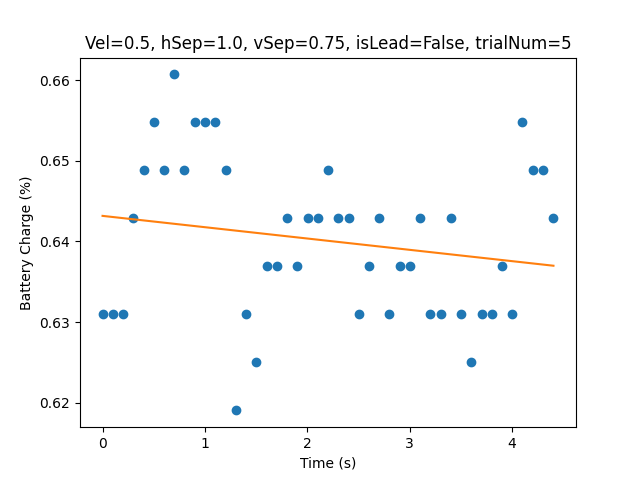 Vel=0.5, hSep=1.0, vSep=0.75, isLead=False, trialNum=5
0.66
0.65
0.64
0.63
0.62
Battery Charge (%)
0 1 2 3 4
Time (s)